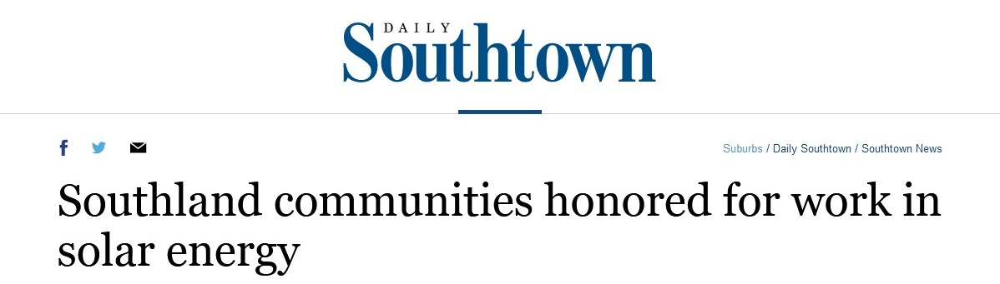 DAILY
Southtown
Suburbs / Daily Southtown / Southtown News
Southland communities honored for work in
solar energy